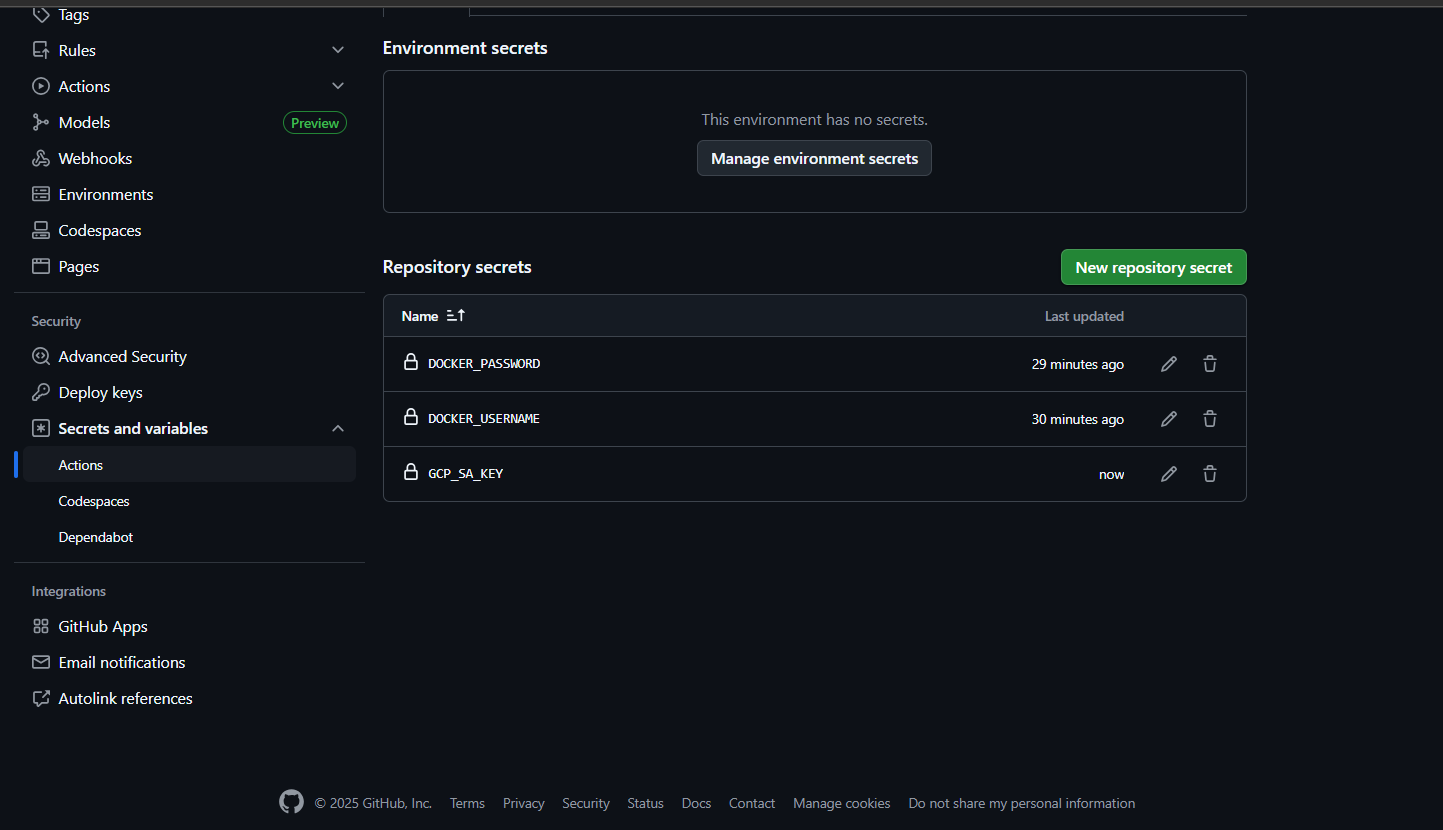 Tags
Rules
Actions
Models Preview
Webhooks
Environments
Codespaces
Pages
Security
Advanced Security
Deploy keys
Secrets and variables
Actions
Codespaces
Dependabot
Integrations
GitHub Apps
Email notifications
Autolink references
Environment secrets
This environment has no secrets.
Manage environment secrets
Repository secrets New repository secret
Name Last updated
DOCKER_PASSWORD 29 minutes ago
DOCKER_USERNAME 30 minutes ago
GCP_SA_KEY now
© 2025 GitHub, Inc. Terms Privacy Security Status Docs Contact Manage cookies Do not share my personal information